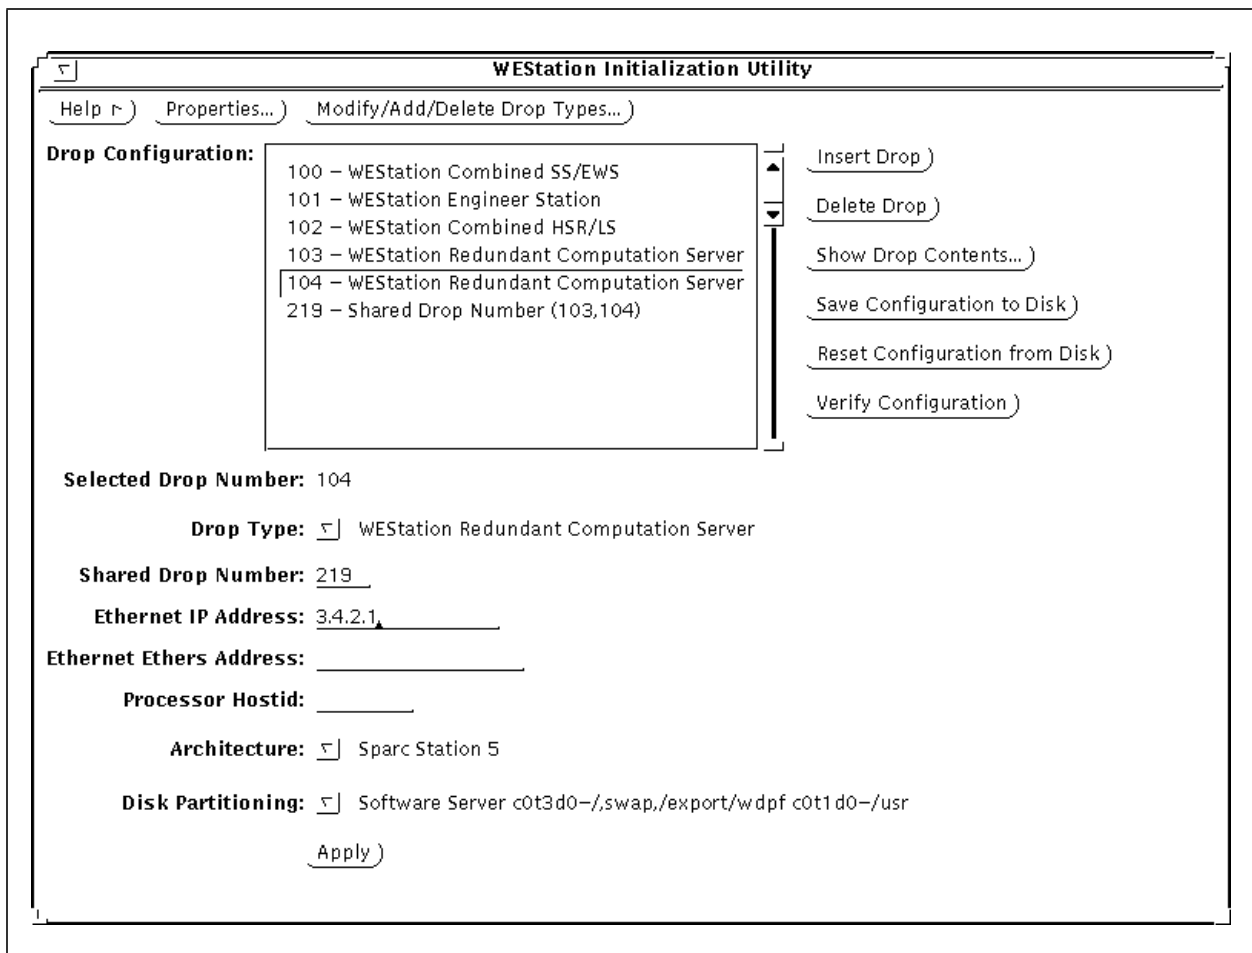 WEStation Initialization Utility
Help Properties... Modify/Add/Delete Drop Types...
Drop Configuration:
100 – WEStation Combined SS/EWS
101 – WEStation Engineer Station
102 – WEStation Combined HSR/LS
103 – WEStation Redundant Computation Server
104 – WEStation Redundant Computation Server
219 – Shared Drop Number (103,104)
Insert Drop
Delete Drop
Show Drop Contents...
Save Configuration to Disk
Reset Configuration from Disk
Verify Configuration
Selected Drop Number: 104
Drop Type: WEStation Redundant Computation Server
Shared Drop Number: 219
Ethernet IP Address: 3.4.2.1
Ethernet Ethers Address:
Processor Hostid:
Architecture: Sparc Station 5
Disk Partitioning: Software Server c0t3d0–/,swap,/export/wdpf c0t1d0–/usr
Apply